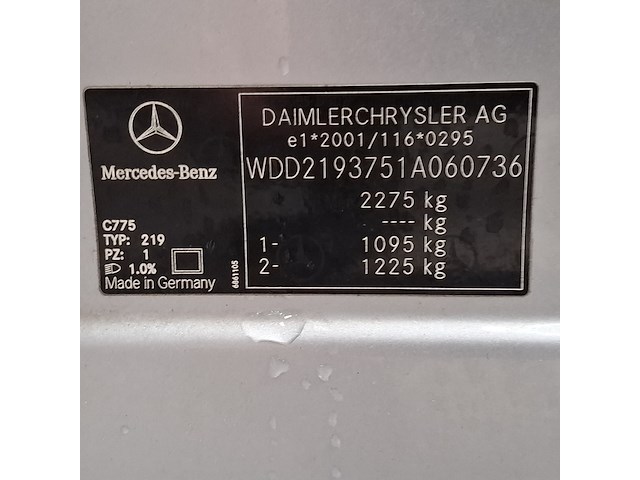 Mercedes-Benz
C775
TYP: 219
PZ: 1
1.0%
Made in Germany
6861105
DAIMLERCHRYSLER AG
e1*2001/116*0295
WDD2193751A060736
2275 kg
---- kg
1- 1095 kg
2- 1225 kg